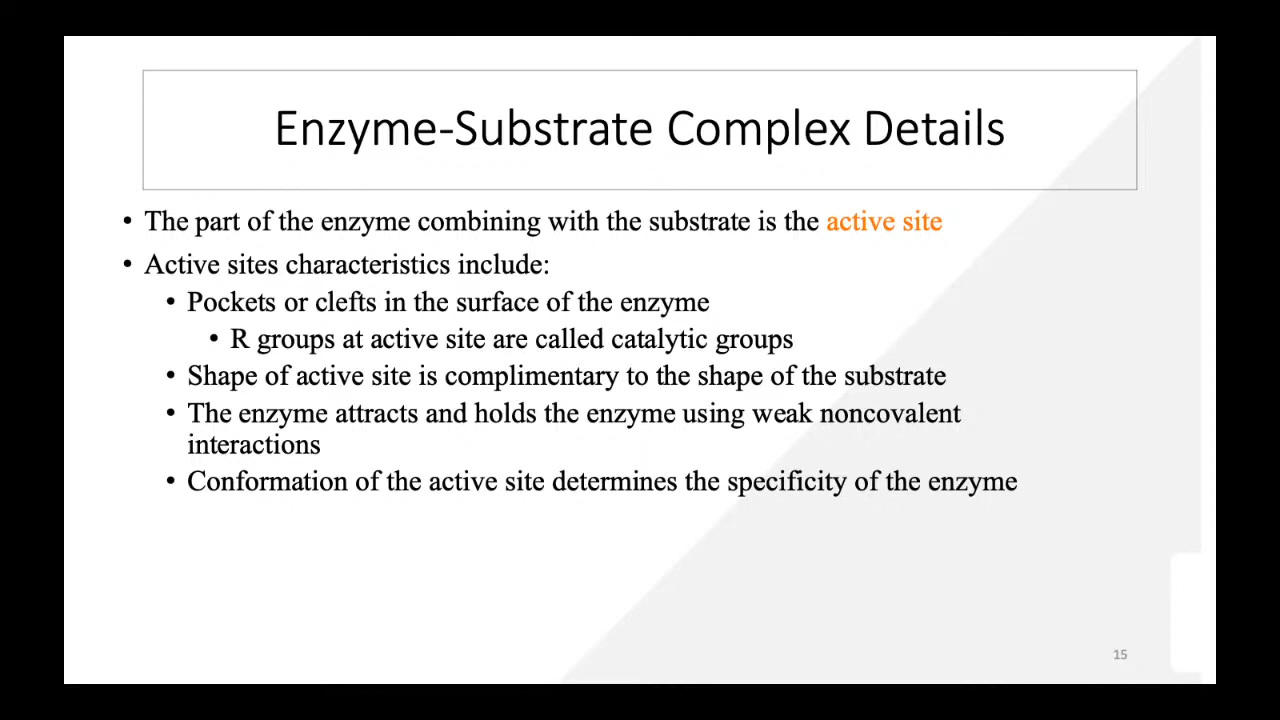 Enzyme-Substrate Complex Details
• The part of the enzyme combining with the substrate is the active site
• Active sites characteristics include:
• Pockets or clefts in the surface of the enzyme
• R groups at active site are called catalytic groups
• Shape of active site is complimentary to the shape of the substrate
• The enzyme attracts and holds the enzyme using weak noncovalent
interactions
• Conformation of the active site determines the specificity of the enzyme
15